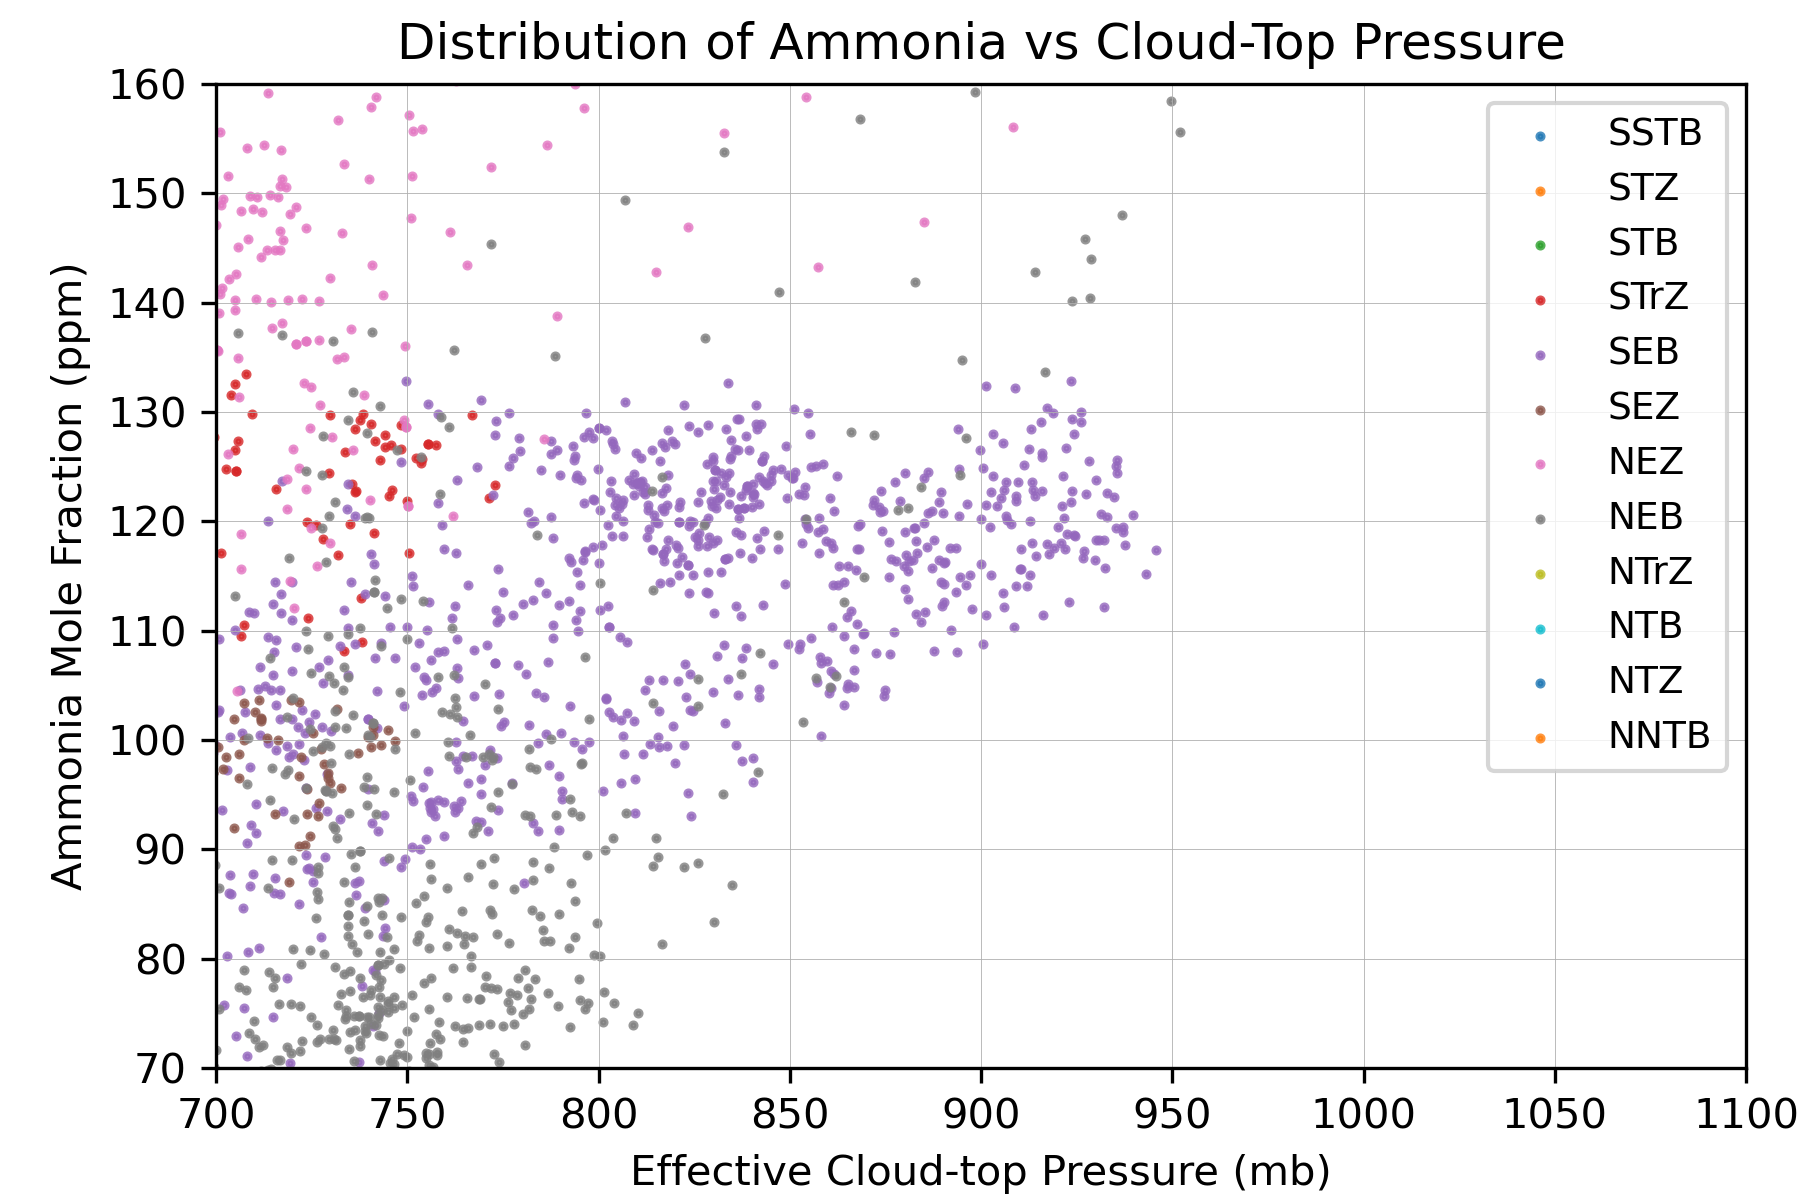 Distribution of Ammonia vs Cloud-Top Pressure
Ammonia Mole Fraction (ppm)
160
150
140
130
120
110
100
90
80
70
SSTB
STZ
STB
STrZ
SEB
SEZ
NEZ
NEB
NTrZ
NTB
NTZ
NNTB
700 750 800 850 900 950 1000 1050 1100
Effective Cloud-top Pressure (mb)